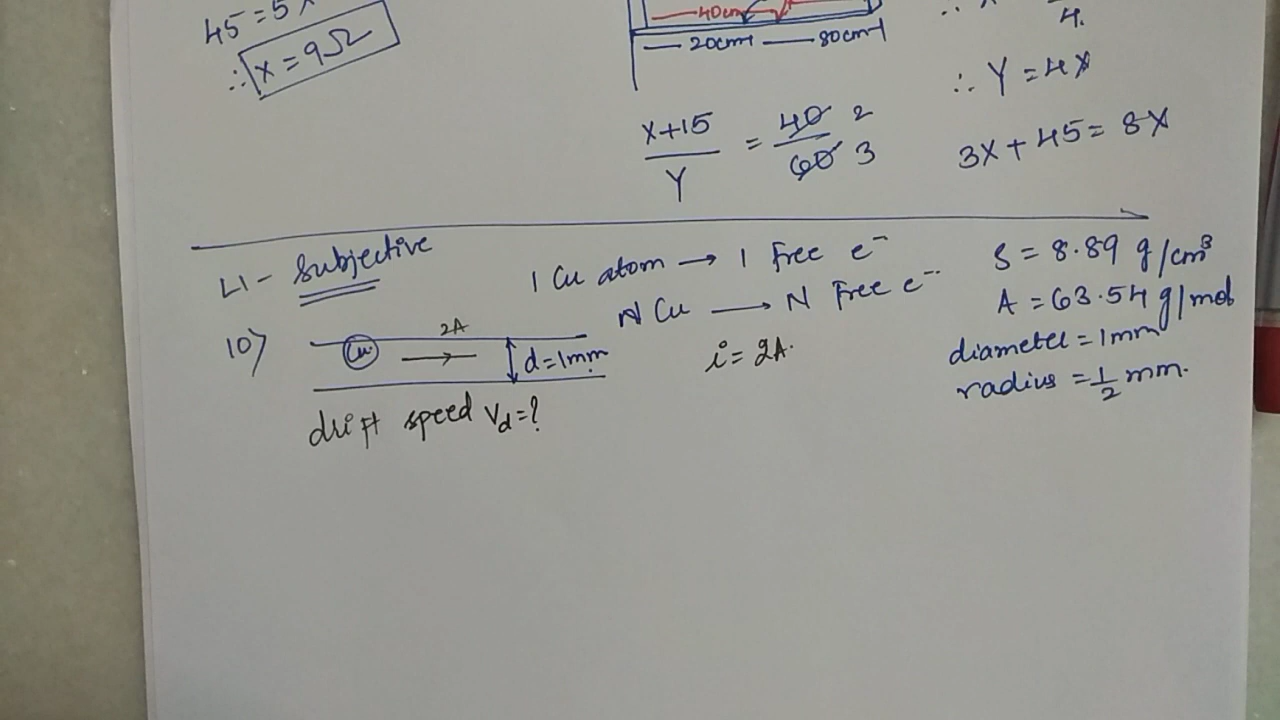 45 = 5x
∴ x = 9Ω
40cm
20cm 80cm
4.
∴ Y = 4X
X+15 / Y = 40 / 60 2 / 3
3X + 45 = 8X
L1 - Subjective
1 Cu atom → 1 Free e⁻
N Cu → N Free e⁻
S = 8.89 g/cm³
A = 63.54 g/mol
diameter = 1mm
radius = 1/2 mm.
10) Cu 2A d=1mm
i = 2A.
drift speed Vd = ?